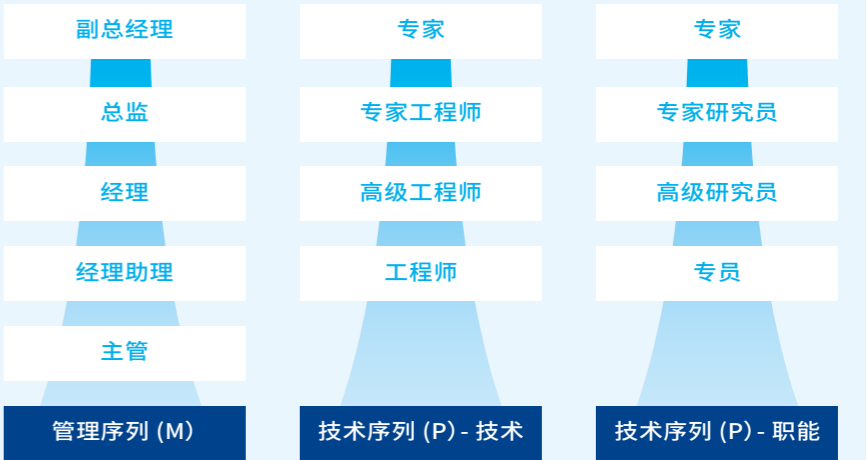 副总经理
总监
经理
经理助理
主管
管理序列 (M）
专家
专家工程师
高级工程师
工程师
技术序列 (P）- 技术
专家
专家研究员
高级研究员
专员
技术序列 (P）- 职能